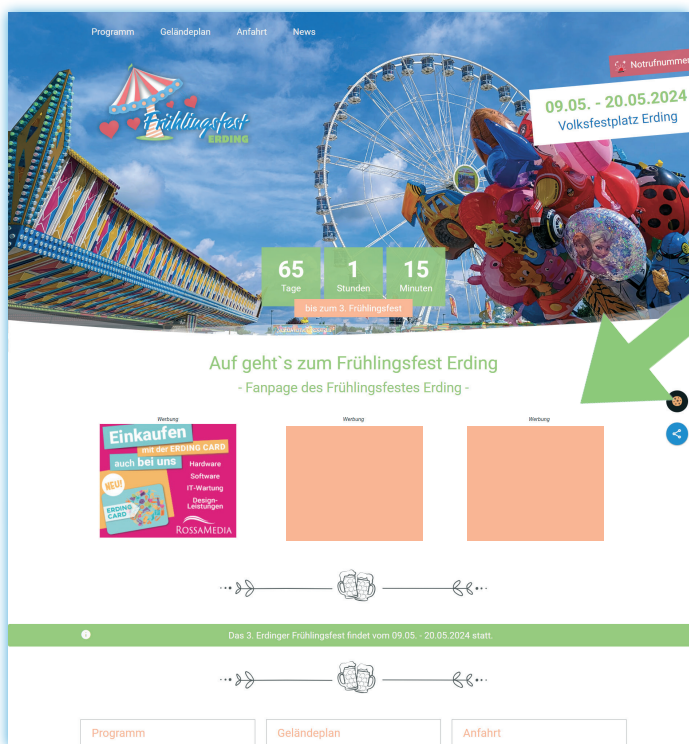 Programm Geländeplan Anfahrt News
Notrufnummer
Frühlingsfest
ERDING
09.05. - 20.05.2024
Volksfestplatz Erding
65 1 15
Tage Stunden Minuten
bis zum 3. Frühlingsfest
Auf geht`s zum Frühlingsfest Erding
- Fanpage des Frühlingsfestes Erding -
Werbung Werbung Werbung
Einkaufen
mit der ERDING CARD
auch bei uns
NEU!
ERDING
CARD
Hardware
Software
IT-Wartung
Design-
Leistungen
ROSSAMEDIA
Das 3. Erdinger Frühlingsfest findet vom 09.05. - 20.05.2024 statt.
Programm Geländeplan Anfahrt